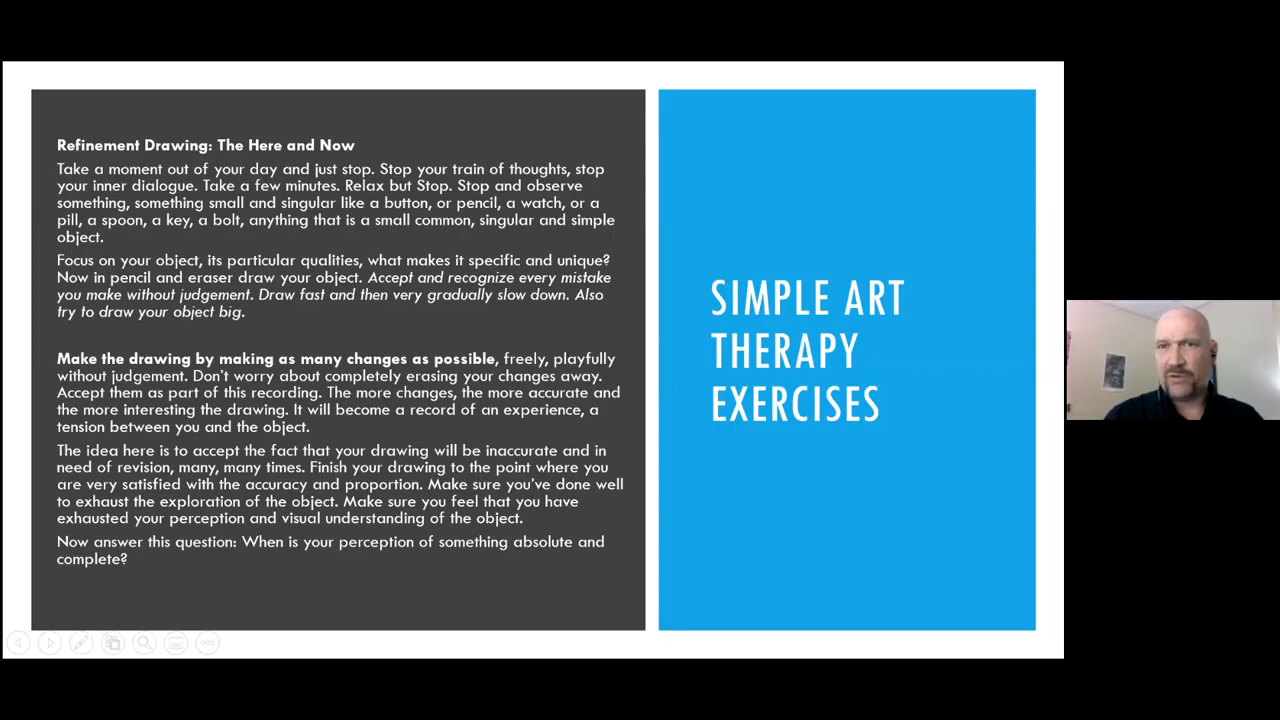 Refinement Drawing: The Here and Now
Take a moment out of your day and just stop. Stop your train of thoughts, stop
your inner dialogue. Take a few minutes. Relax but Stop. Stop and observe
something, something small and singular like a button, or pencil, a watch, or a
pill, a spoon, a key, a bolt, anything that is a small common, singular and simple
object.
Focus on your object, its particular qualities, what makes it specific and unique?
Now in pencil and eraser draw your object. Accept and recognize every mistake
you make without judgement. Draw fast and then very gradually slow down. Also
try to draw your object big.
Make the drawing by making as many changes as possible, freely, playfully
without judgement. Don't worry about completely erasing your changes away.
Accept them as part of this recording. The more changes, the more accurate and
the more interesting the drawing. It will become a record of an experience, a
tension between you and the object.
The idea here is to accept the fact that your drawing will be inaccurate and in
need of revision, many, many times. Finish your drawing to the point where you
are very satisfied with the accuracy and proportion. Make sure you've done well
to exhaust the exploration of the object. Make sure you feel that you have
exhausted your perception and visual understanding of the object.
Now answer this question: When is your perception of something absolute and
complete?
SIMPLE ART
THERAPY
EXERCISES